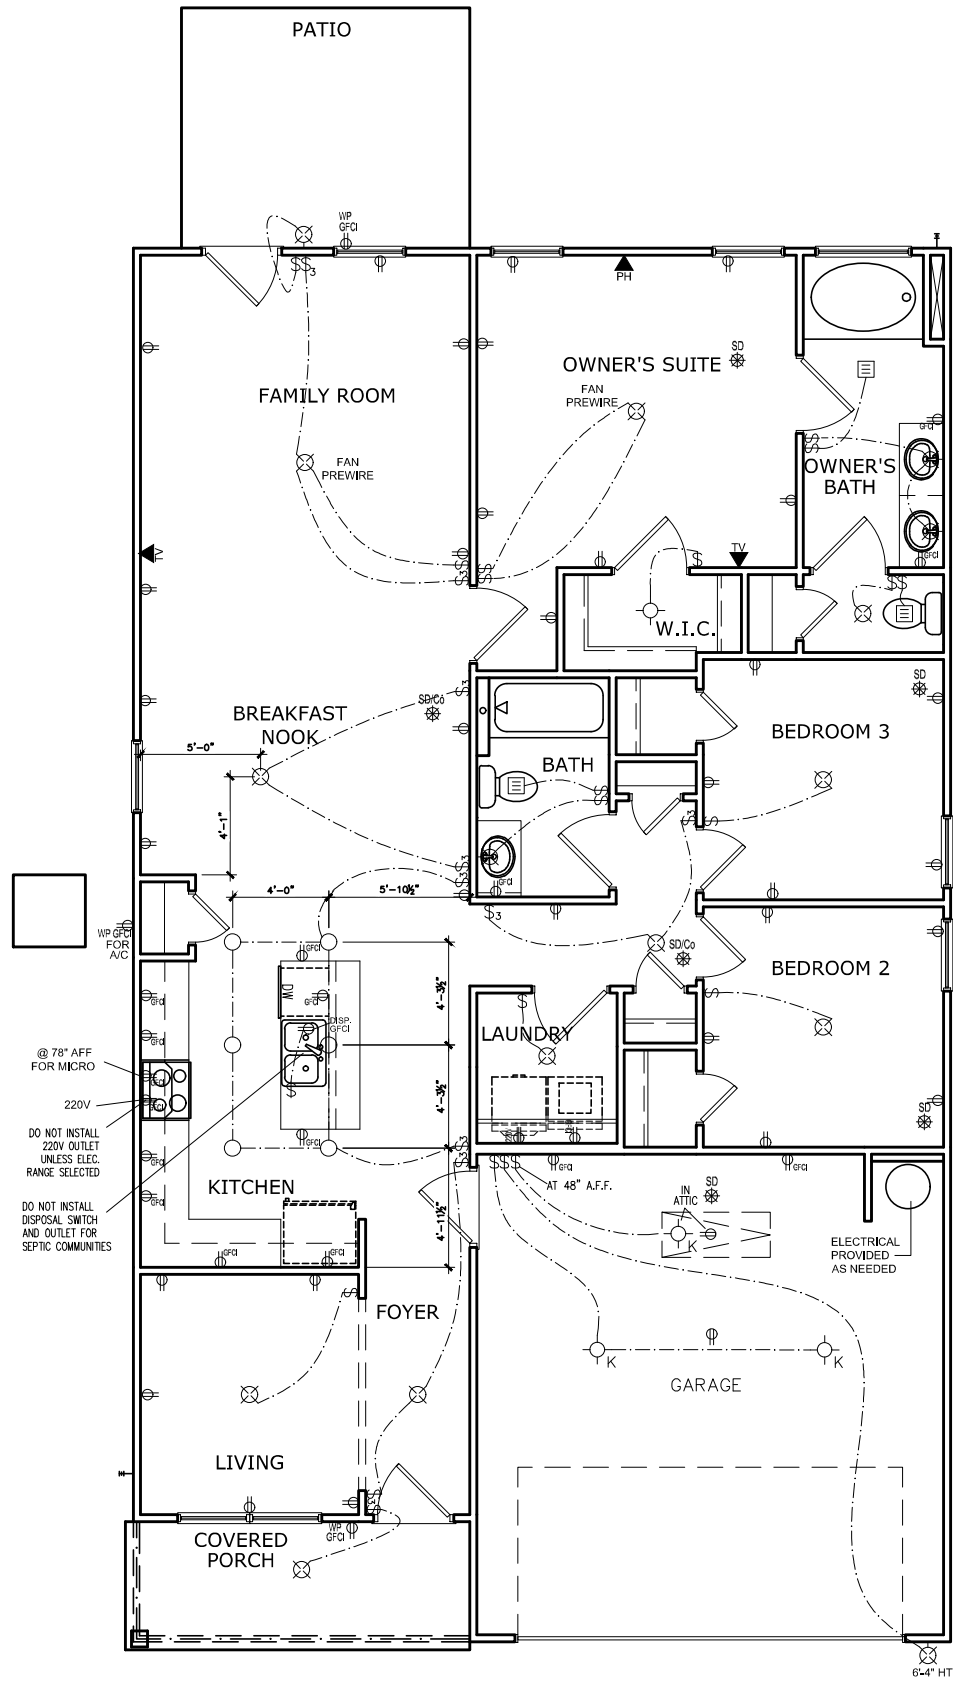 PATIO
WP
GFCI
$$3
PH
SD
OWNER'S SUITE
FAN
PREWIRE
FAMILY ROOM
GFCI
FAN
PREWIRE
OWNER'S
BATH
TV
TV
GFCI
W.I.C.
SD
SD/Co
BREAKFAST
NOOK
5'-0"
BEDROOM 3
BATH
4'-1"
GFCI
4'-0"
5'-10½"
WP GFCI
FOR
A/C
$3
SD/Co
GFCI
BEDROOM 2
4'-3½"
DW
GFCI
GFCI
DISP.
GFCI
LAUNDRY
GFCI
@ 78" AFF
FOR MICRO
GFCI
4'-3½"
220V
GFCI
SD
DO NOT INSTALL
220V OUTLET
UNLESS ELEC.
RANGE SELECTED
GFCI
GFCI
GFCI
KITCHEN
AT 48" A.F.F.
IN
ATTIC
SD
4'-11½"
GFCI
DO NOT INSTALL
DISPOSAL SWITCH
AND OUTLET FOR
SEPTIC COMMUNITIES
K
ELECTRICAL
PROVIDED
AS NEEDED
GFCI
GFCI
FOYER
K
K
GARAGE
LIVING
WP
GFCI
COVERED
PORCH
6'-4" HT